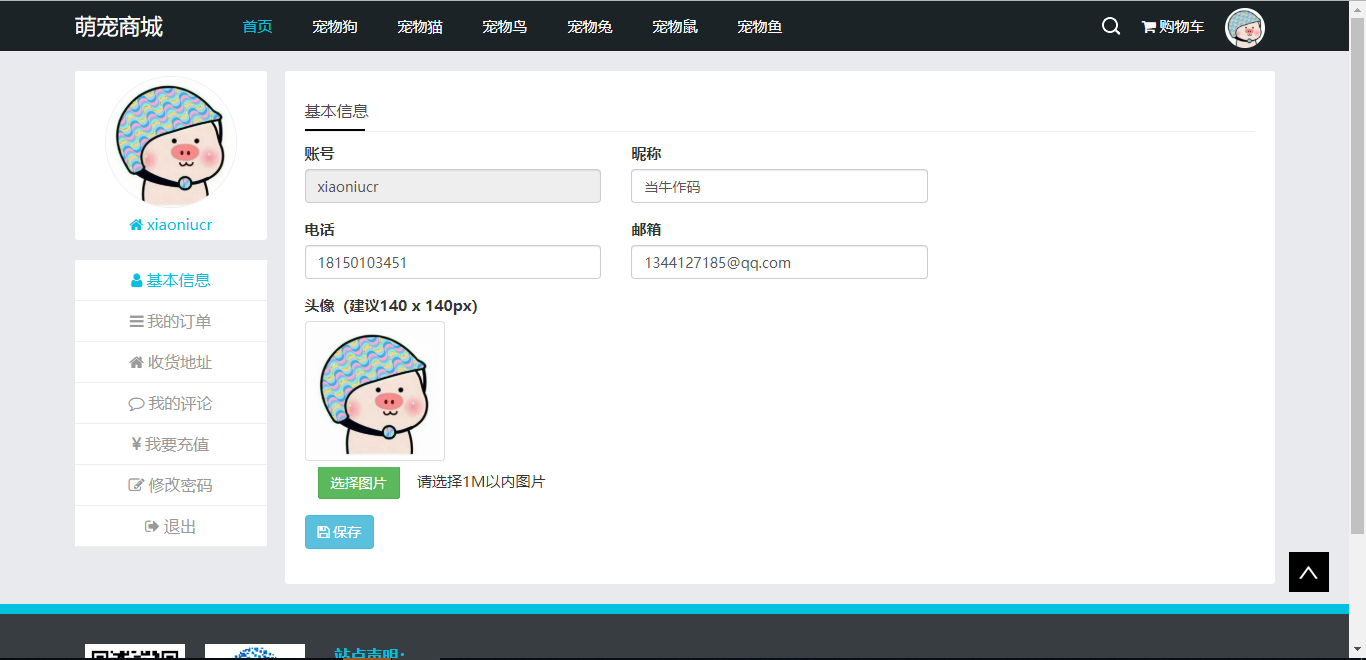 萌宠商城 首页 宠物狗 宠物猫 宠物鸟 宠物兔 宠物鼠 宠物鱼 购物车
xiaoniucr
基本信息
我的订单
收货地址
我的评论
¥我要充值
修改密码
退出
基本信息
账号 昵称
xiaoniucr 当牛作码
电话 邮箱
18150103451 1344127185@qq.com
头像（建议140 x 140px）
选择图片 请选择1M以内图片
保存
站点声明：